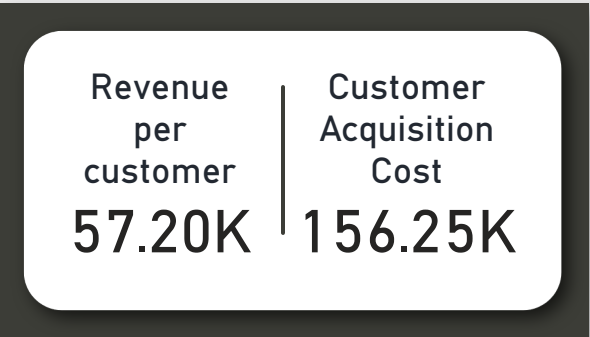 Revenue
per
customer
57.20K
Customer
Acquisition
Cost
156.25K